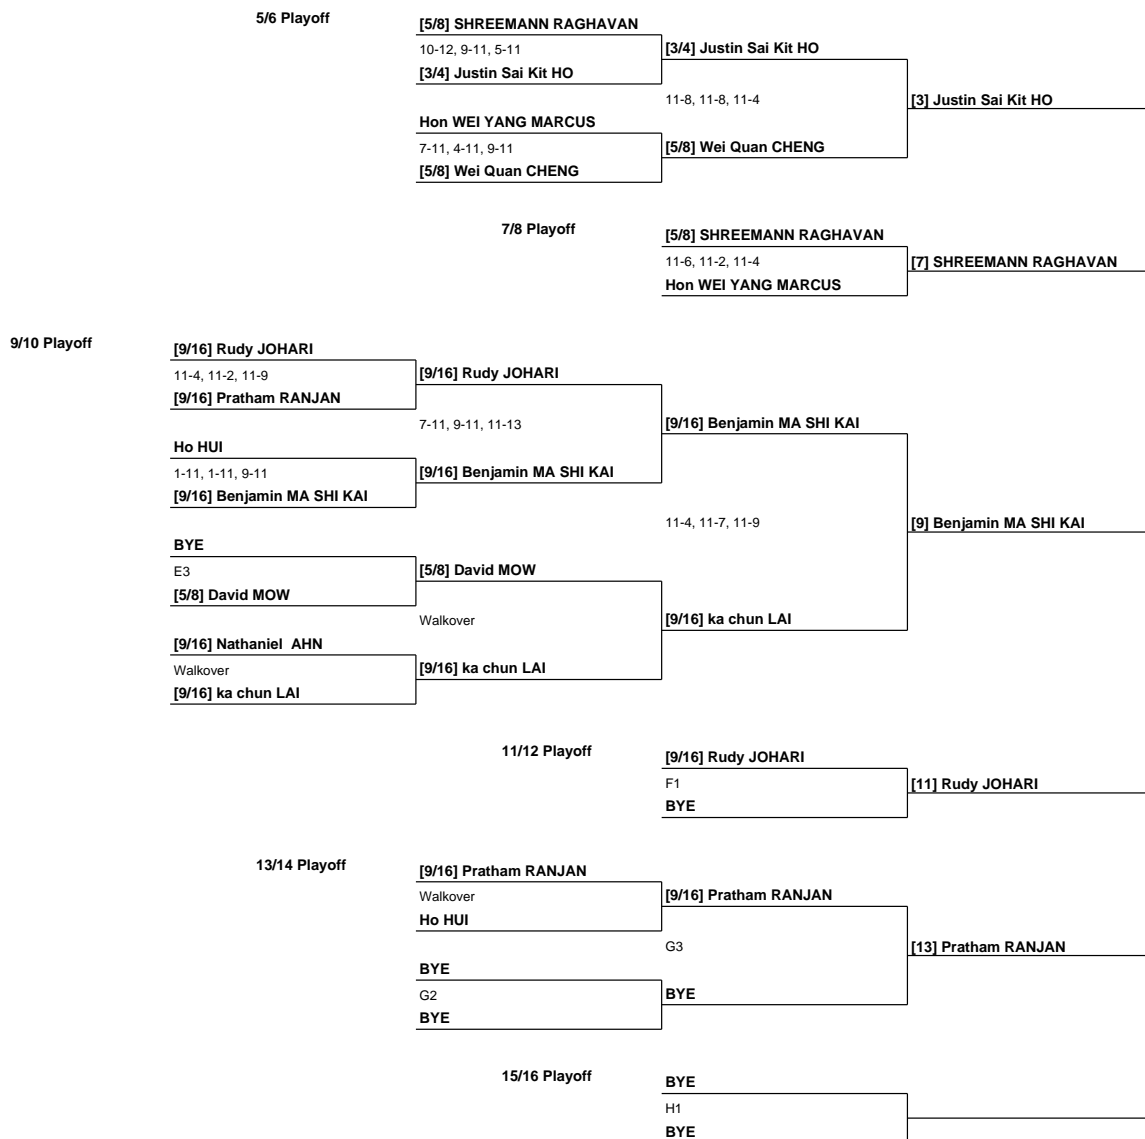 5/6 Playoff
[5/8] SHREEMANN RAGHAVAN
10-12, 9-11, 5-11
[3/4] Justin Sai Kit HO
[3/4] Justin Sai Kit HO
11-8, 11-8, 11-4
[3] Justin Sai Kit HO
Hon WEI YANG MARCUS
7-11, 4-11, 9-11
[5/8] Wei Quan CHENG
[5/8] Wei Quan CHENG
7/8 Playoff
[5/8] SHREEMANN RAGHAVAN
11-6, 11-2, 11-4
[7] SHREEMANN RAGHAVAN
Hon WEI YANG MARCUS
9/10 Playoff
[9/16] Rudy JOHARI
11-4, 11-2, 11-9
[9/16] Rudy JOHARI
[9/16] Pratham RANJAN
7-11, 9-11, 11-13
[9/16] Benjamin MA SHI KAI
Ho HUI
1-11, 1-11, 9-11
[9/16] Benjamin MA SHI KAI
[9/16] Benjamin MA SHI KAI
11-4, 11-7, 11-9
[9] Benjamin MA SHI KAI
BYE
E3
[5/8] David MOW
[5/8] David MOW
Walkover
[9/16] ka chun LAI
[9/16] Nathaniel  AHN
Walkover
[9/16] ka chun LAI
[9/16] ka chun LAI
11/12 Playoff
[9/16] Rudy JOHARI
F1
[11] Rudy JOHARI
BYE
13/14 Playoff
[9/16] Pratham RANJAN
Walkover
[9/16] Pratham RANJAN
Ho HUI
G3
[13] Pratham RANJAN
BYE
G2
BYE
BYE
15/16 Playoff
BYE
H1
BYE